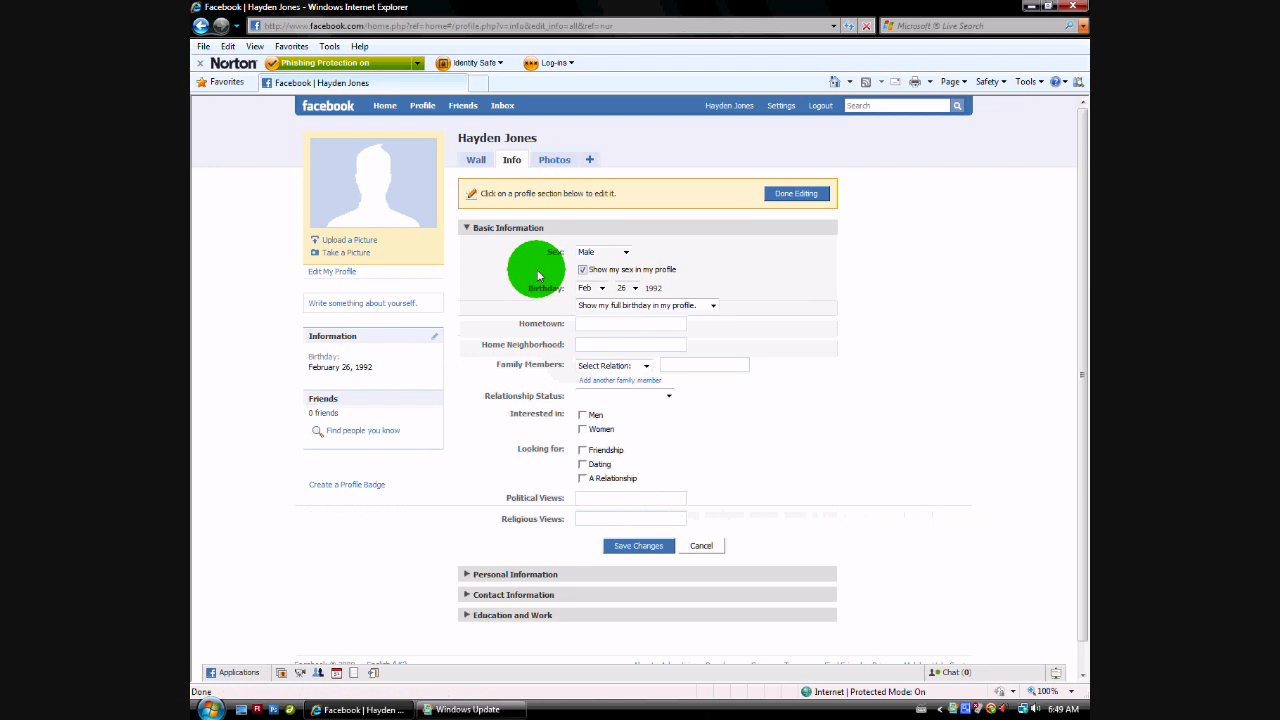 Facebook | Hayden Jones - Windows Internet Explorer
http://www.facebook.com/home.php?ref=home#/profile.php?v=info&edit_info=all&ref=nur
Microsoft® Live Search
File Edit View Favorites Tools Help
Norton Phishing Protection on Identity Safe Log-ins
Favorites Facebook | Hayden Jones Page Safety Tools
facebook Home Profile Friends Inbox Hayden Jones Settings Logout Search
Hayden Jones
Wall Info Photos +
Click on a profile section below to edit it. Done Editing
Upload a Picture
Take a Picture
Edit My Profile
Write something about yourself.
Information
Birthday:
February 26, 1992
Friends
0 friends
Find people you know
Create a Profile Badge
Basic Information
Sex: Male
Show my sex in my profile
Birthday: Feb 26 1992
Show my full birthday in my profile.
Hometown:
Home Neighborhood:
Family Members: Select Relation:
Add another family member
Relationship Status:
Interested in: Men
Women
Looking for: Friendship
Dating
A Relationship
Political Views:
Religious Views:
Save Changes Cancel
Personal Information
Contact Information
Education and Work
Applications Chat (0)
Done Internet | Protected Mode: On 100%
Facebook | Hayden ... Windows Update 6:49 AM